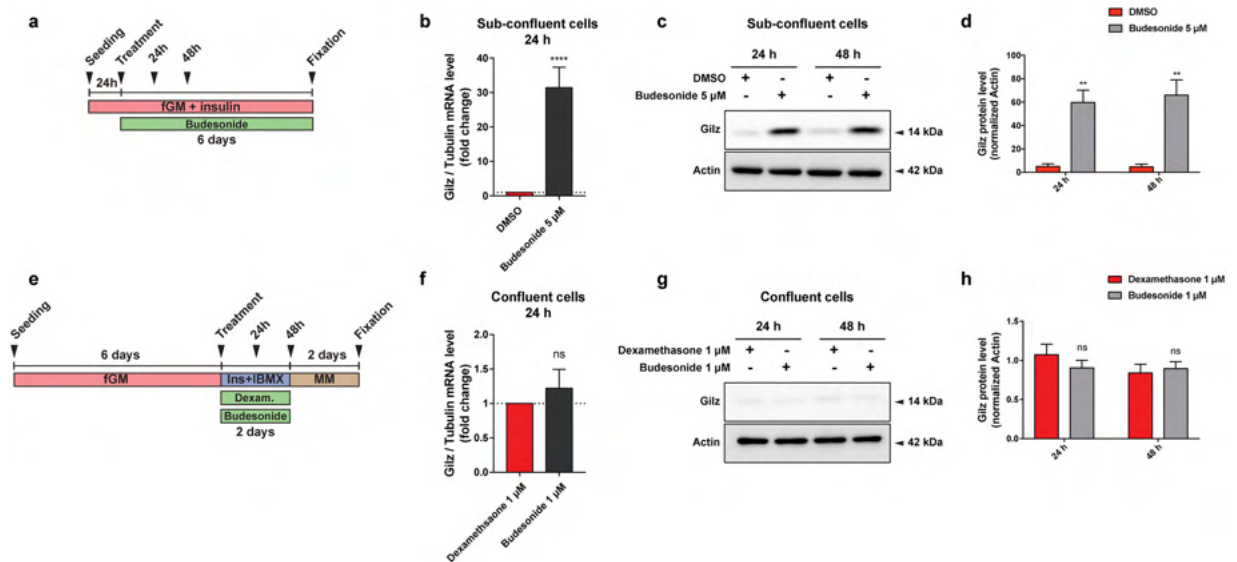 a
Seeding
Treatment
24h
48h
Fixation
24h
fGM + insulin
Budesonide
6 days
b
Sub-confluent cells
24 h
Gilz / Tubulin mRNA level
(fold change)
40
30
20
10
0
****
DMSO
Budesonide 5 µM
c
Sub-confluent cells
24 h 48 h
DMSO + - + -
Budesonide 5 µM - + - +
Gilz 14 kDa
Actin 42 kDa
d
DMSO
Budesonide 5 µM
Gilz protein level
(normalized Actin)
100
80
60
40
20
0
** **
24 h 48 h
e
Seeding
Treatment
24h
48h
Fixation
6 days 2 days
fGM Ins+IBMX MM
Dexam.
Budesonide
2 days
f
Confluent cells
24 h
Gilz / Tubulin mRNA level
(fold change)
2.0
1.5
1
0.5
0.0
ns
Dexamethsaone 1 µM
Budesonide 1 µM
g
Confluent cells
24 h 48 h
Dexamethasone 1 µM + - + -
Budesonide 1 µM - + - +
Gilz 14 kDa
Actin 42 kDa
h
Dexamethasone 1 µM
Budesonide 1 µM
Gilz protein level
(normalized Actin)
1.5
1.0
0.5
0.0
ns ns
24 h 48 h